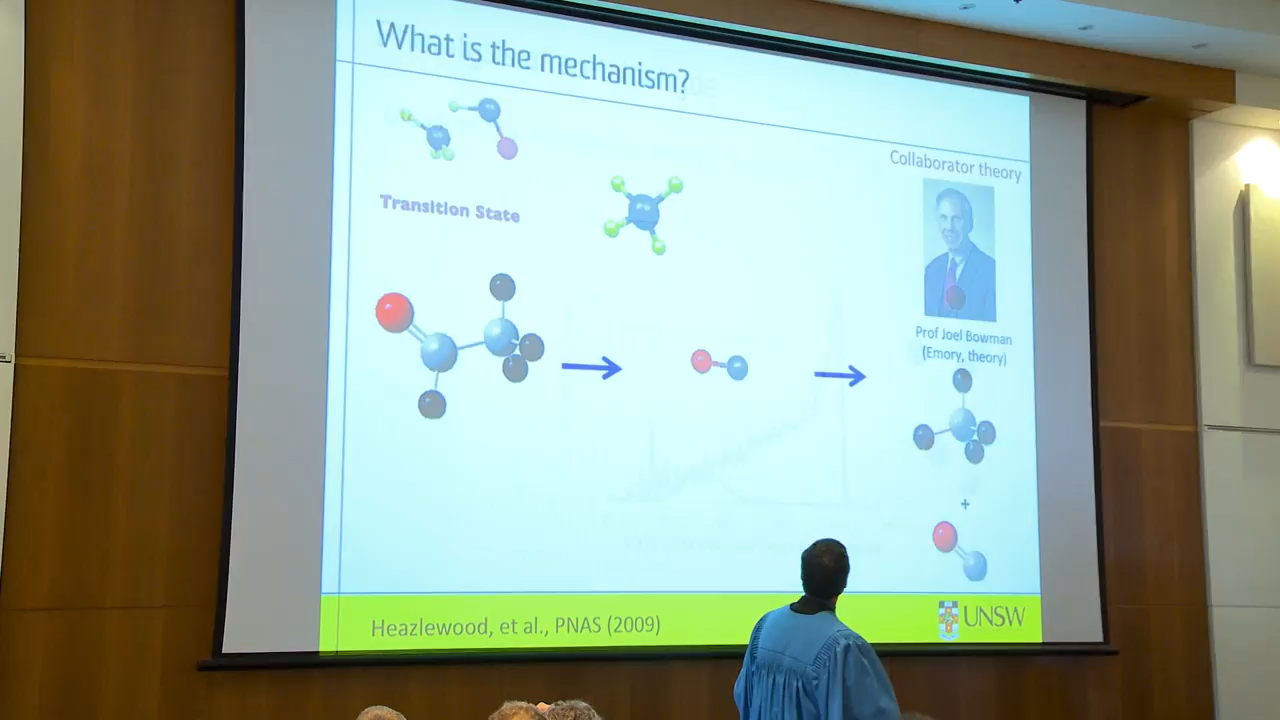 What is the mechanism?
Collaborator theory
Transition State
Prof Joel Bowman
(Emory, theory)
+
Heazlewood, et al., PNAS (2009)
UNSW